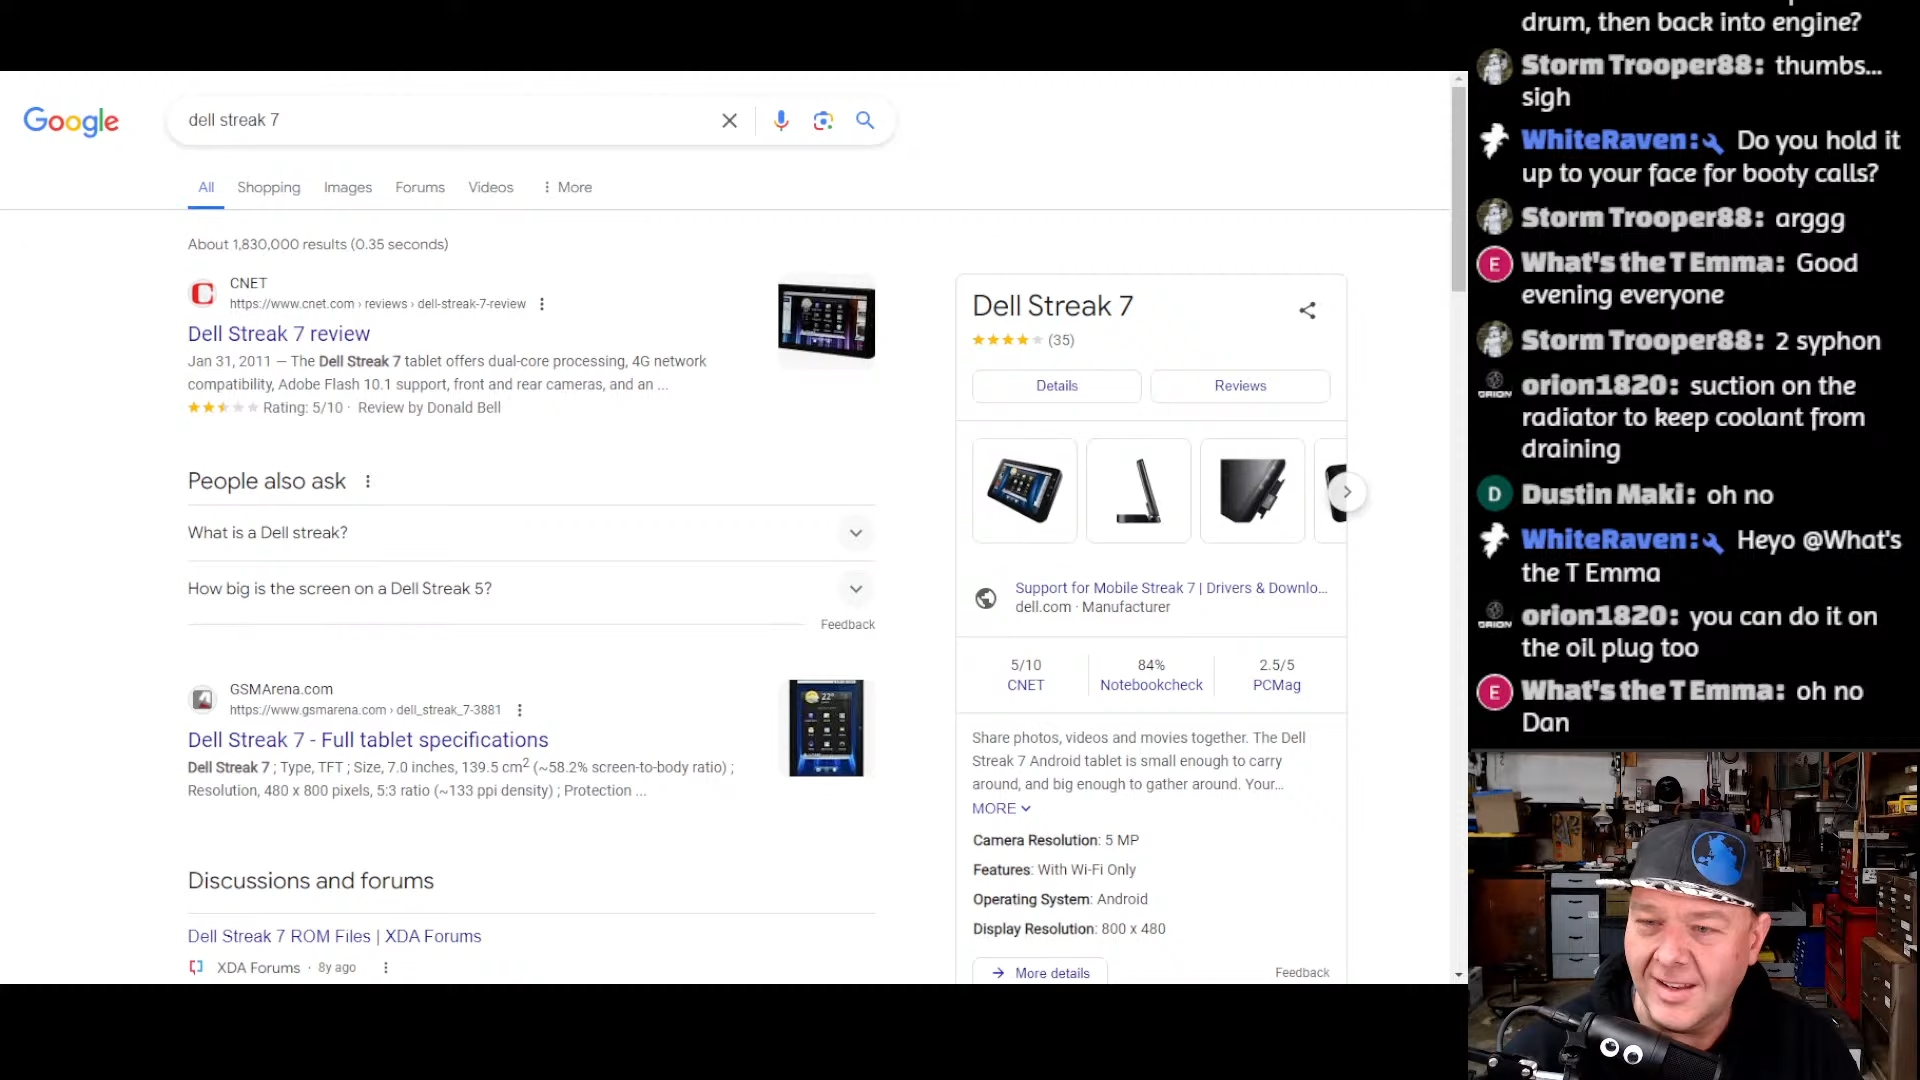 Google
dell streak 7
All
Shopping
Images
Forums
Videos
More
About 1,830,000 results (0.35 seconds)
CNET
https://www.cnet.com › reviews › dell-streak-7-review
Dell Streak 7 review
Jan 31, 2011 — The Dell Streak 7 tablet offers dual-core processing, 4G network
compatibility, Adobe Flash 10.1 support, front and rear cameras, and an ...
Rating: 5/10 · Review by Donald Bell
People also ask
What is a Dell streak?
How big is the screen on a Dell Streak 5?
Feedback
GSMArena.com
https://www.gsmarena.com › dell_streak_7-3881
Dell Streak 7 - Full tablet specifications
Dell Streak 7 ; Type, TFT ; Size, 7.0 inches, 139.5 cm2 (~58.2% screen-to-body ratio) ;
Resolution, 480 x 800 pixels, 5:3 ratio (~133 ppi density) ; Protection ...
Discussions and forums
Dell Streak 7 ROM Files | XDA Forums
XDA Forums · 8y ago
Dell Streak 7
(35)
Details
Reviews
Support for Mobile Streak 7 | Drivers & Downlo...
dell.com · Manufacturer
5/10
CNET
84%
Notebookcheck
2.5/5
PCMag
Share photos, videos and movies together. The Dell
Streak 7 Android tablet is small enough to carry
around, and big enough to gather around. Your...
MORE
Camera Resolution: 5 MP
Features: With Wi-Fi Only
Operating System: Android
Display Resolution: 800 x 480
More details
Feedback
drum, then back into engine?
Storm Trooper88: thumbs...
sigh
WhiteRaven: Do you hold it
up to your face for booty calls?
Storm Trooper88: arggg
E
What's the T Emma: Good
evening everyone
Storm Trooper88: 2 syphon
orion1820: suction on the
radiator to keep coolant from
draining
D
Dustin Maki: oh no
WhiteRaven: Heyo @What's
the T Emma
orion1820: you can do it on
the oil plug too
E
What's the T Emma: oh no
Dan